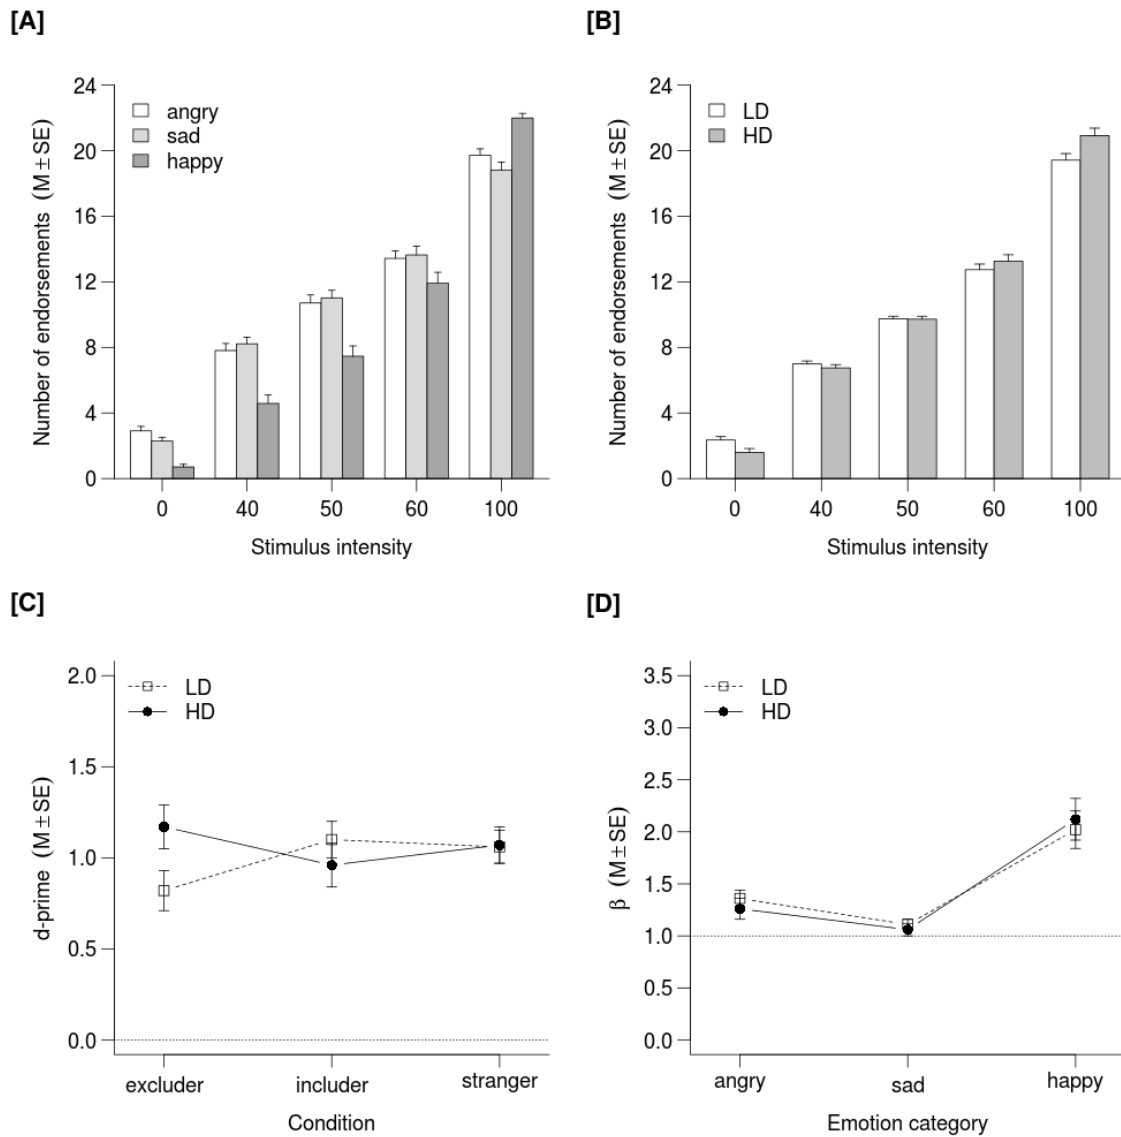 [A]
Number of endorsements (M±SE)
24
20
16
12
8
4
0
angry
sad
happy
0 40 50 60 100
Stimulus intensity
[B]
Number of endorsements (M±SE)
24
20
16
12
8
4
0
LD
HD
0 40 50 60 100
Stimulus intensity
[C]
d-prime (M±SE)
2.0
1.5
1.0
0.5
0.0
LD
HD
excluder includer stranger
Condition
[D]
β (M±SE)
3.5
3.0
2.5
2.0
1.5
1.0
0.5
0.0
LD
HD
angry sad happy
Emotion category